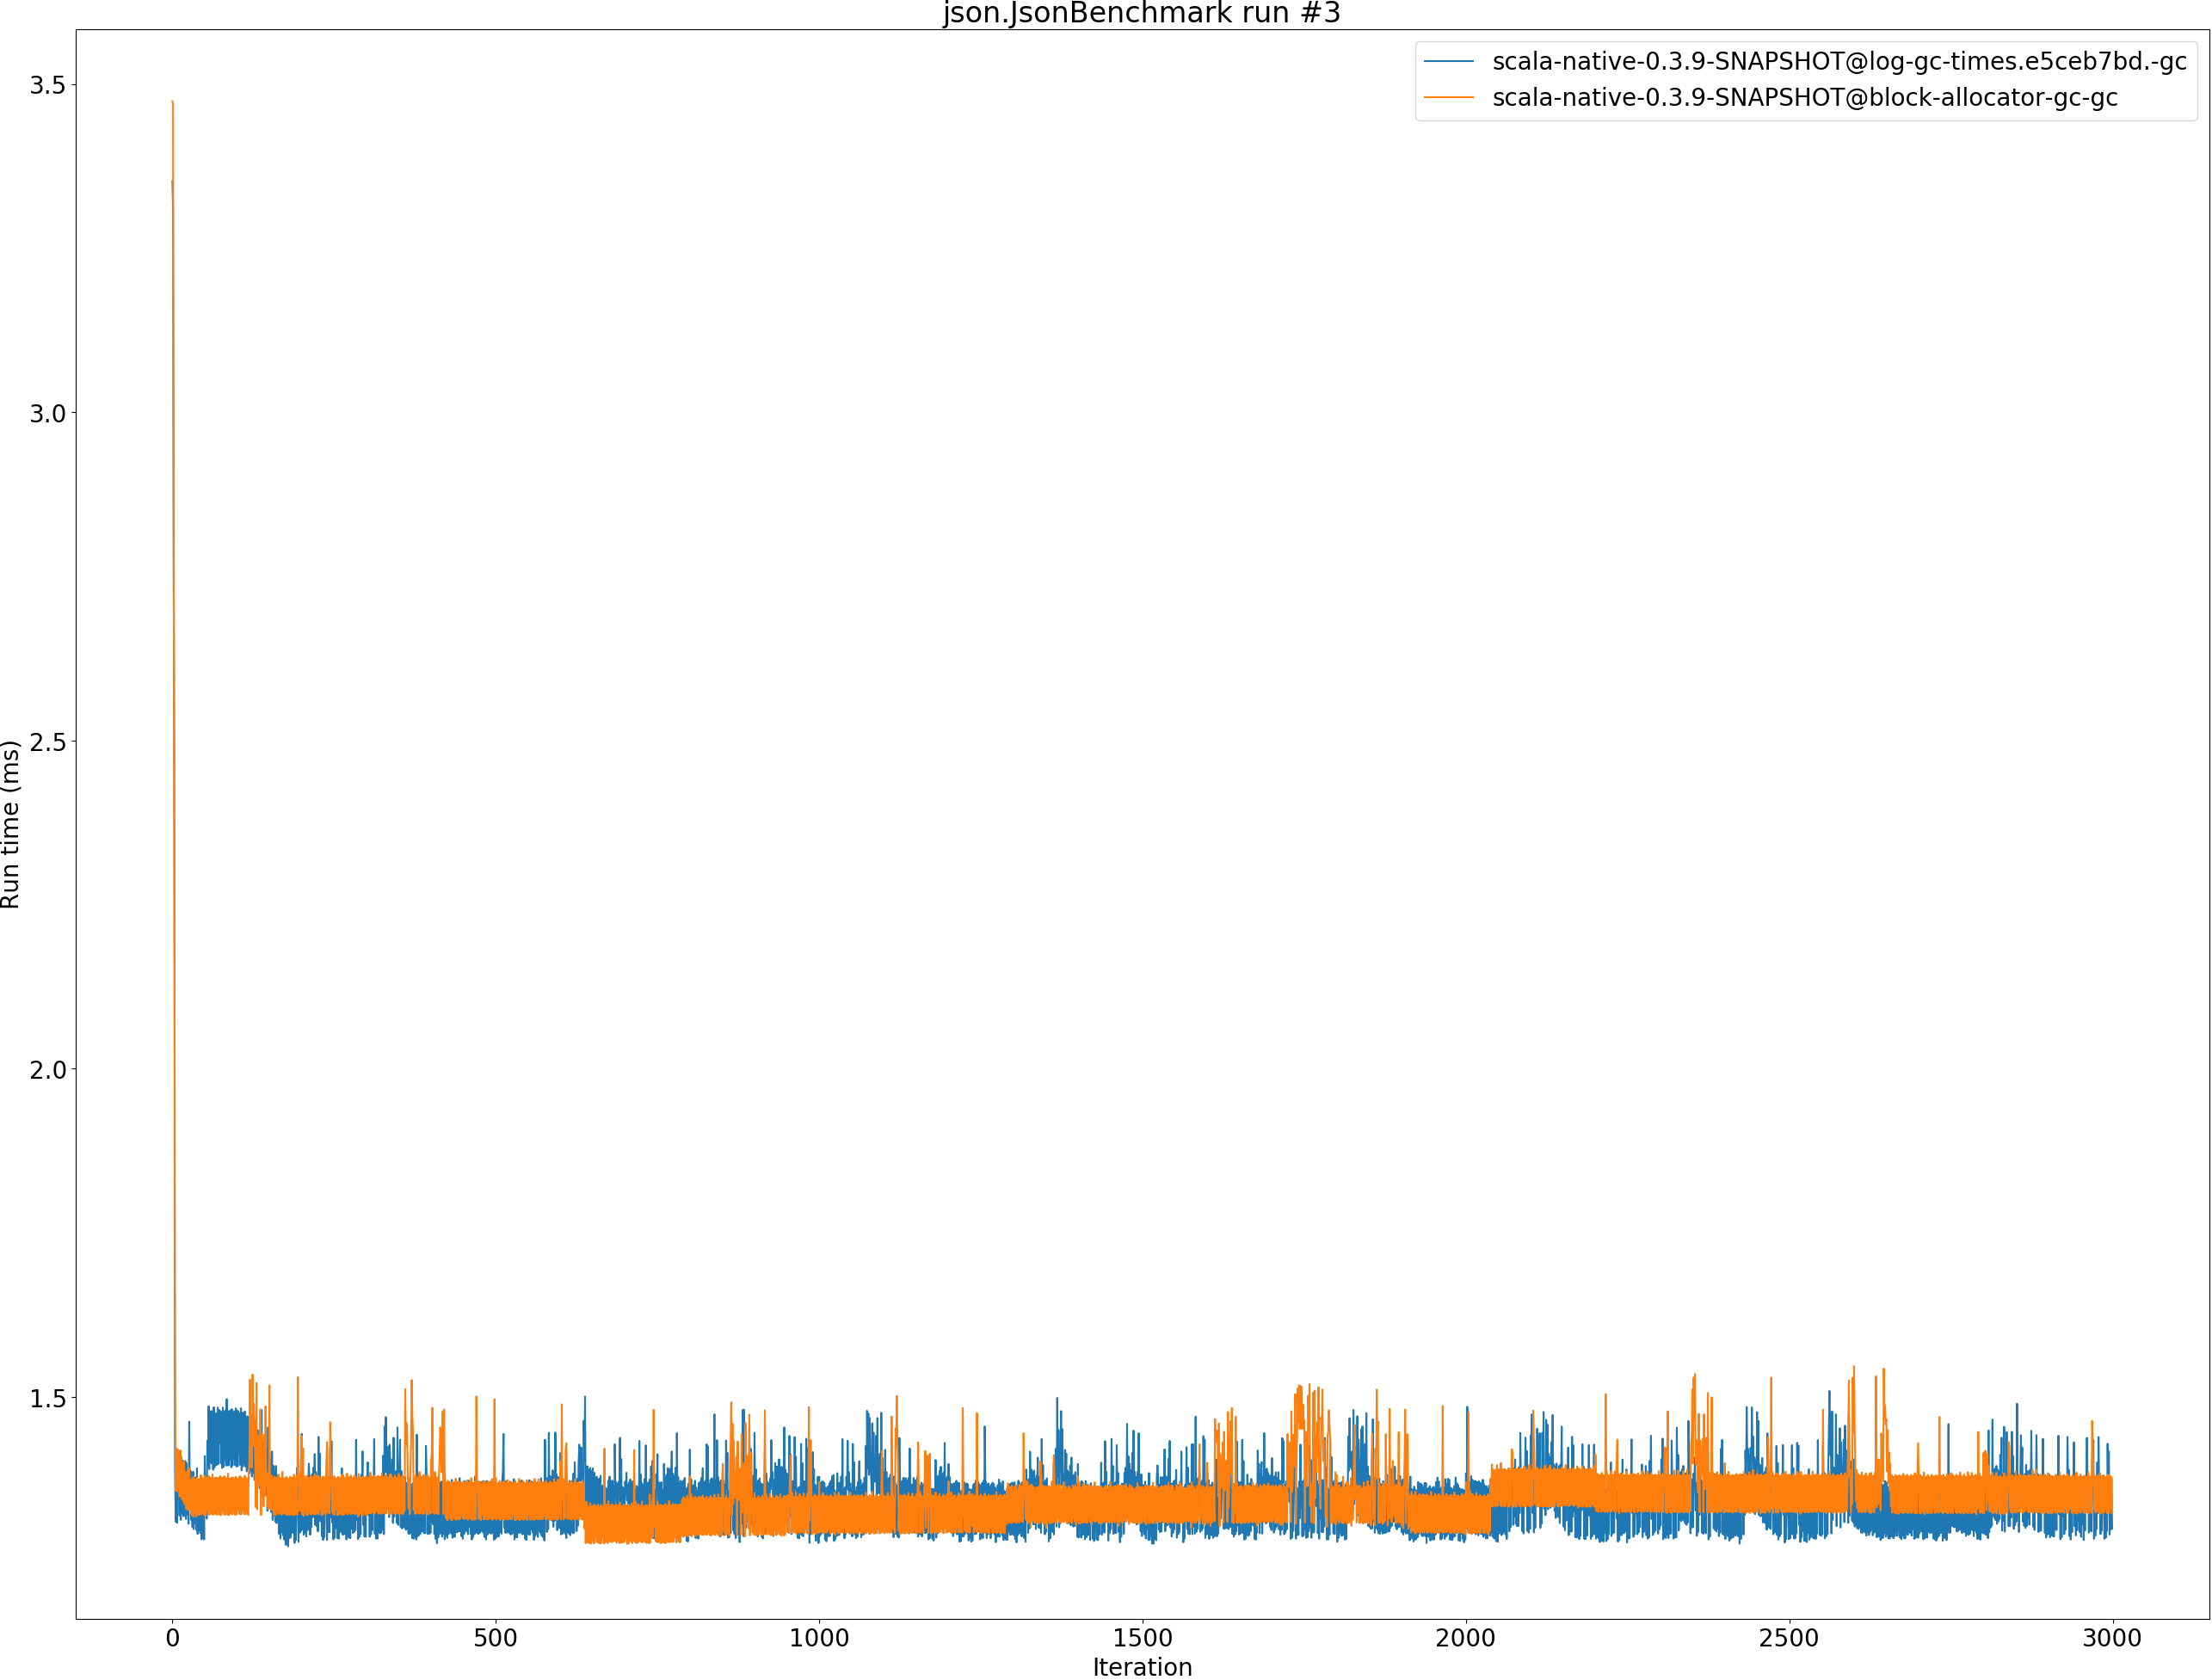 json.JsonBenchmark run #3
scala-native-0.3.9-SNAPSHOT@log-gc-times.e5ceb7bd.-gc
scala-native-0.3.9-SNAPSHOT@block-allocator-gc-gc
3.5
3.0
2.5
2.0
1.5
Run time (ms)
0 500 1000 1500 2000 2500 3000
Iteration